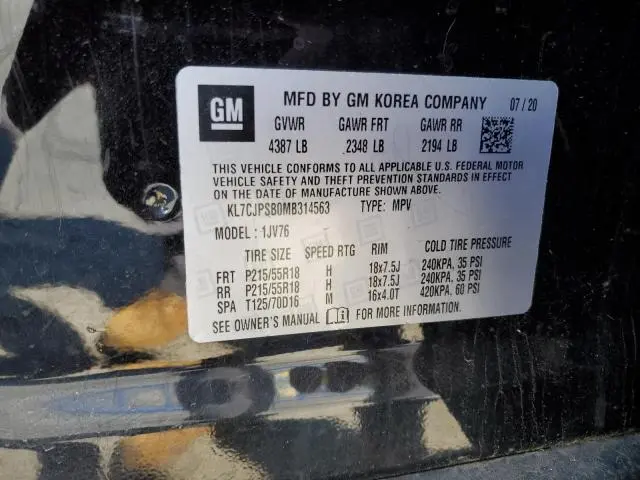 GM
MFD BY GM KOREA COMPANY 07/20
GVWR GAWR FRT GAWR RR
4387 LB 2348 LB 2194 LB
THIS VEHICLE CONFORMS TO ALL APPLICABLE U.S. FEDERAL MOTOR
VEHICLE SAFETY AND THEFT PREVENTION STANDARDS IN EFFECT
ON THE DATE OF MANUFACTURE SHOWN ABOVE.
KL7CJPSB0MB314563 TYPE: MPV
MODEL: 1JV76
TIRE SIZE SPEED RTG RIM COLD TIRE PRESSURE
FRT P215/55R18 H 18x7.5J 240KPA, 35 PSI
RR P215/55R18 H 18x7.5J 240KPA, 35 PSI
SPA T125/70D16 M 16x4.0T 420KPA, 60 PSI
SEE OWNER'S MANUAL FOR MORE INFORMATION.